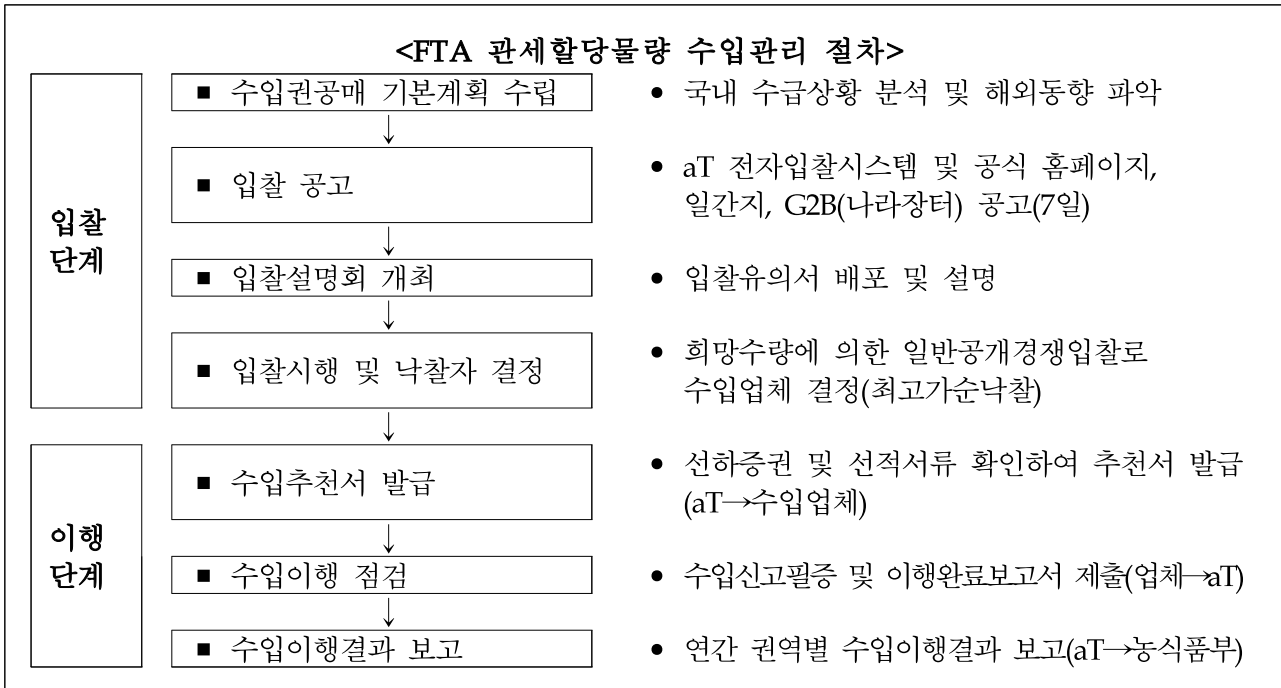 <FTA 관세할당물량 수입관리 절차>
입찰
단계
■ 수입권공매 기본계획 수립
● 국내 수급상황 분석 및 해외동향 파악
↓
■ 입찰 공고
● aT 전자입찰시스템 및 공식 홈페이지,
일간지, G2B(나라장터) 공고(7일)
↓
■ 입찰설명회 개최
● 입찰유의서 배포 및 설명
↓
■ 입찰시행 및 낙찰자 결정
● 희망수량에 의한 일반공개경쟁입찰로
수입업체 결정(최고가순낙찰)
↓
이행
단계
■ 수입추천서 발급
● 선하증권 및 선적서류 확인하여 추천서 발급
(aT→수입업체)
↓
■ 수입이행 점검
● 수입신고필증 및 이행완료보고서 제출(업체→aT)
↓
■ 수입이행결과 보고
● 연간 권역별 수입이행결과 보고(aT→농식품부)